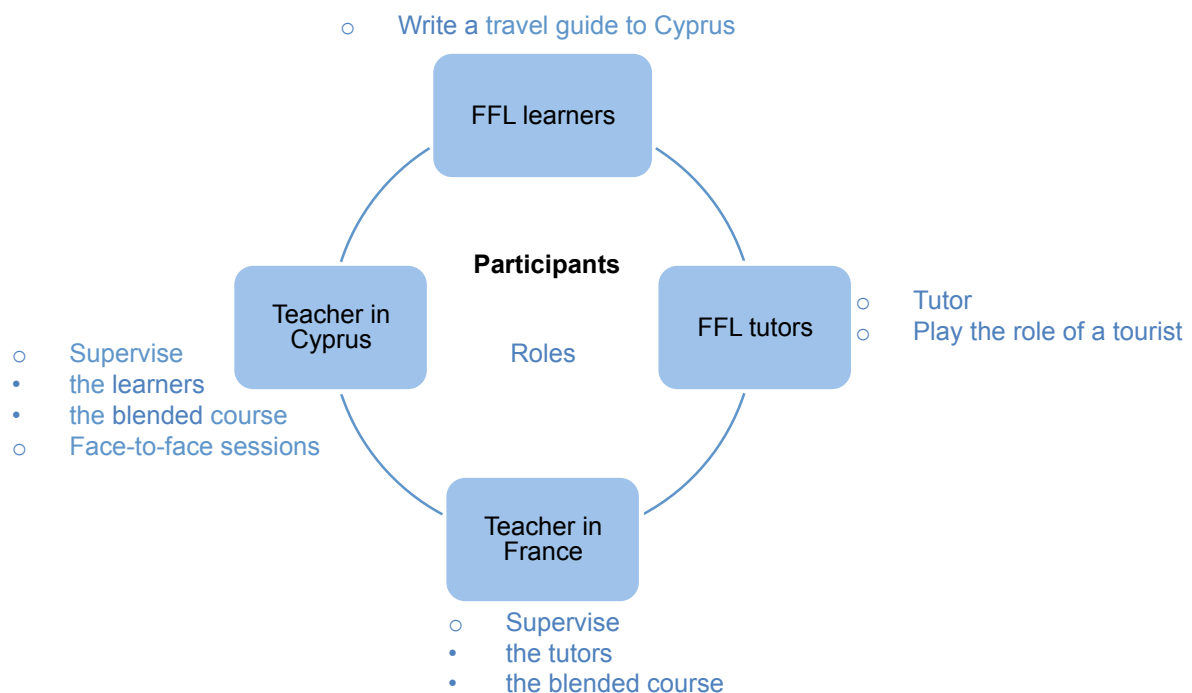 ○ Write a travel guide to Cyprus
FFL learners
Participants
Roles
Teacher in
Cyprus
○ Supervise
• the learners
• the blended course
○ Face-to-face sessions
FFL tutors
○ Tutor
○ Play the role of a tourist
Teacher in
France
○ Supervise
• the tutors
• the blended course